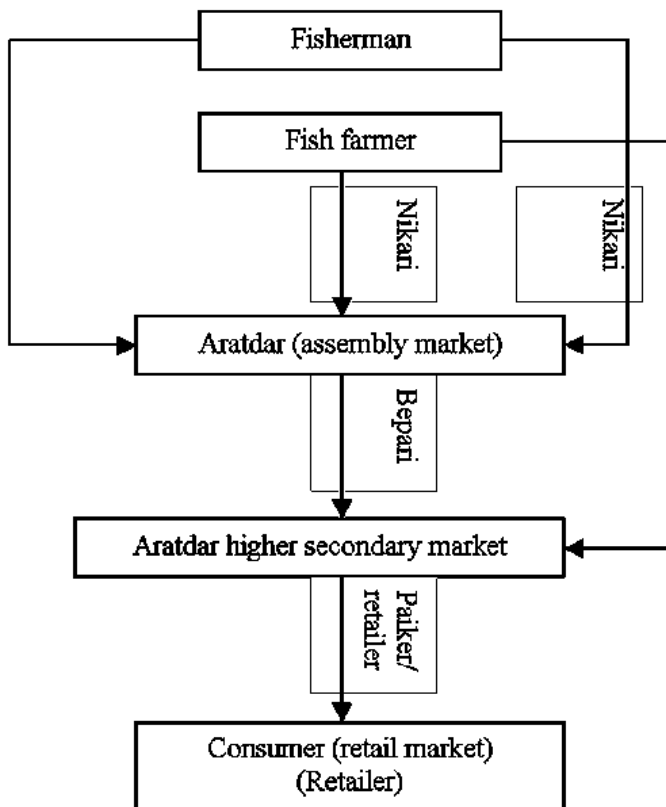 Fisherman
Fish farmer
Nikari
Nikari
Aratdar (assembly market)
Bepari
Aratdar higher secondary market
Paiker/
retailer
Consumer (retail market)
(Retailer)